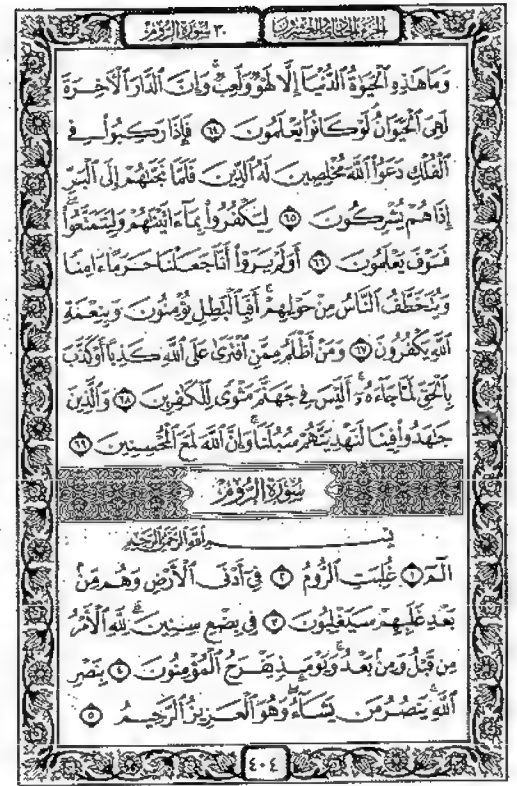 الجزء الحادي والعشرون
٣٠ سورة الروم
وَمَا هَٰذِهِ ٱلْحَيَوٰةُ ٱلدُّنْيَآ إِلَّا لَهْوٌ وَلَعِبٌ ۚ وَإِنَّ ٱلدَّارَ ٱلْـَٔاخِرَةَ
لَهِىَ ٱلْحَيَوَانُ ۚ لَوْ كَانُوا۟ يَعْلَمُونَ ٦٤ فَإِذَا رَكِبُوا۟ فِى
ٱلْفُلْكِ دَعَوُا۟ ٱللَّهَ مُخْلِصِينَ لَهُ ٱلدِّينَ فَلَمَّا نَجَّىٰهُمْ إِلَى ٱلْبَرِّ
إِذَا هُمْ يُشْرِكُونَ ٦٥ لِيَكْفُرُوا۟ بِمَآ ءَاتَيْنَٰهُمْ وَلِيَتَمَتَّعُوا۟ ۖ
فَسَوْفَ يَعْلَمُونَ ٦٦ أَوَلَمْ يَرَوْا۟ أَنَّا جَعَلْنَا حَرَمًا ءَامِنًا
وَيُتَخَطَّفُ ٱلنَّاسُ مِنْ حَوْلِهِمْ ۚ أَفَبِٱلْبَٰطِلِ يُؤْمِنُونَ وَبِنِعْمَةِ
ٱللَّهِ يَكْفُرُونَ ٦٧ وَمَنْ أَظْلَمُ مِمَّنِ ٱفْتَرَىٰ عَلَى ٱللَّهِ كَذِبًا أَوْ كَذَّبَ
بِٱلْحَقِّ لَمَّا جَآءَهُۥٓ ۚ أَلَيْسَ فِى جَهَنَّمَ مَثْوًى لِّلْكَٰفِرِينَ ٦٨ وَٱلَّذِينَ
جَٰهَدُوا۟ فِينَا لَنَهْدِيَنَّهُمْ سُبُلَنَا ۚ وَإِنَّ ٱللَّهَ لَمَعَ ٱلْمُحْسِنِينَ ٦٩
سُورَةُ الرُّومِ
بِسْمِ ٱللَّهِ ٱلرَّحْمَٰنِ ٱلرَّحِيمِ
الٓمٓ ١ غُلِبَتِ ٱلرُّومُ ٢ فِىٓ أَدْنَى ٱلْأَرْضِ وَهُم مِّنۢ
بَعْدِ غَلَبِهِمْ سَيَغْلِبُونَ ٣ فِى بِضْعِ سِنِينَ ۗ لِلَّهِ ٱلْأَمْرُ
مِن قَبْلُ وَمِنۢ بَعْدُ ۚ وَيَوْمَئِذٍ يَفْرَحُ ٱلْمُؤْمِنُونَ ٤ بِنَصْرِ
ٱللَّهِ ۚ يَنصُرُ مَن يَشَآءُ ۖ وَهُوَ ٱلْعَزِيزُ ٱلرَّحِيمُ ٥
٤٠٤